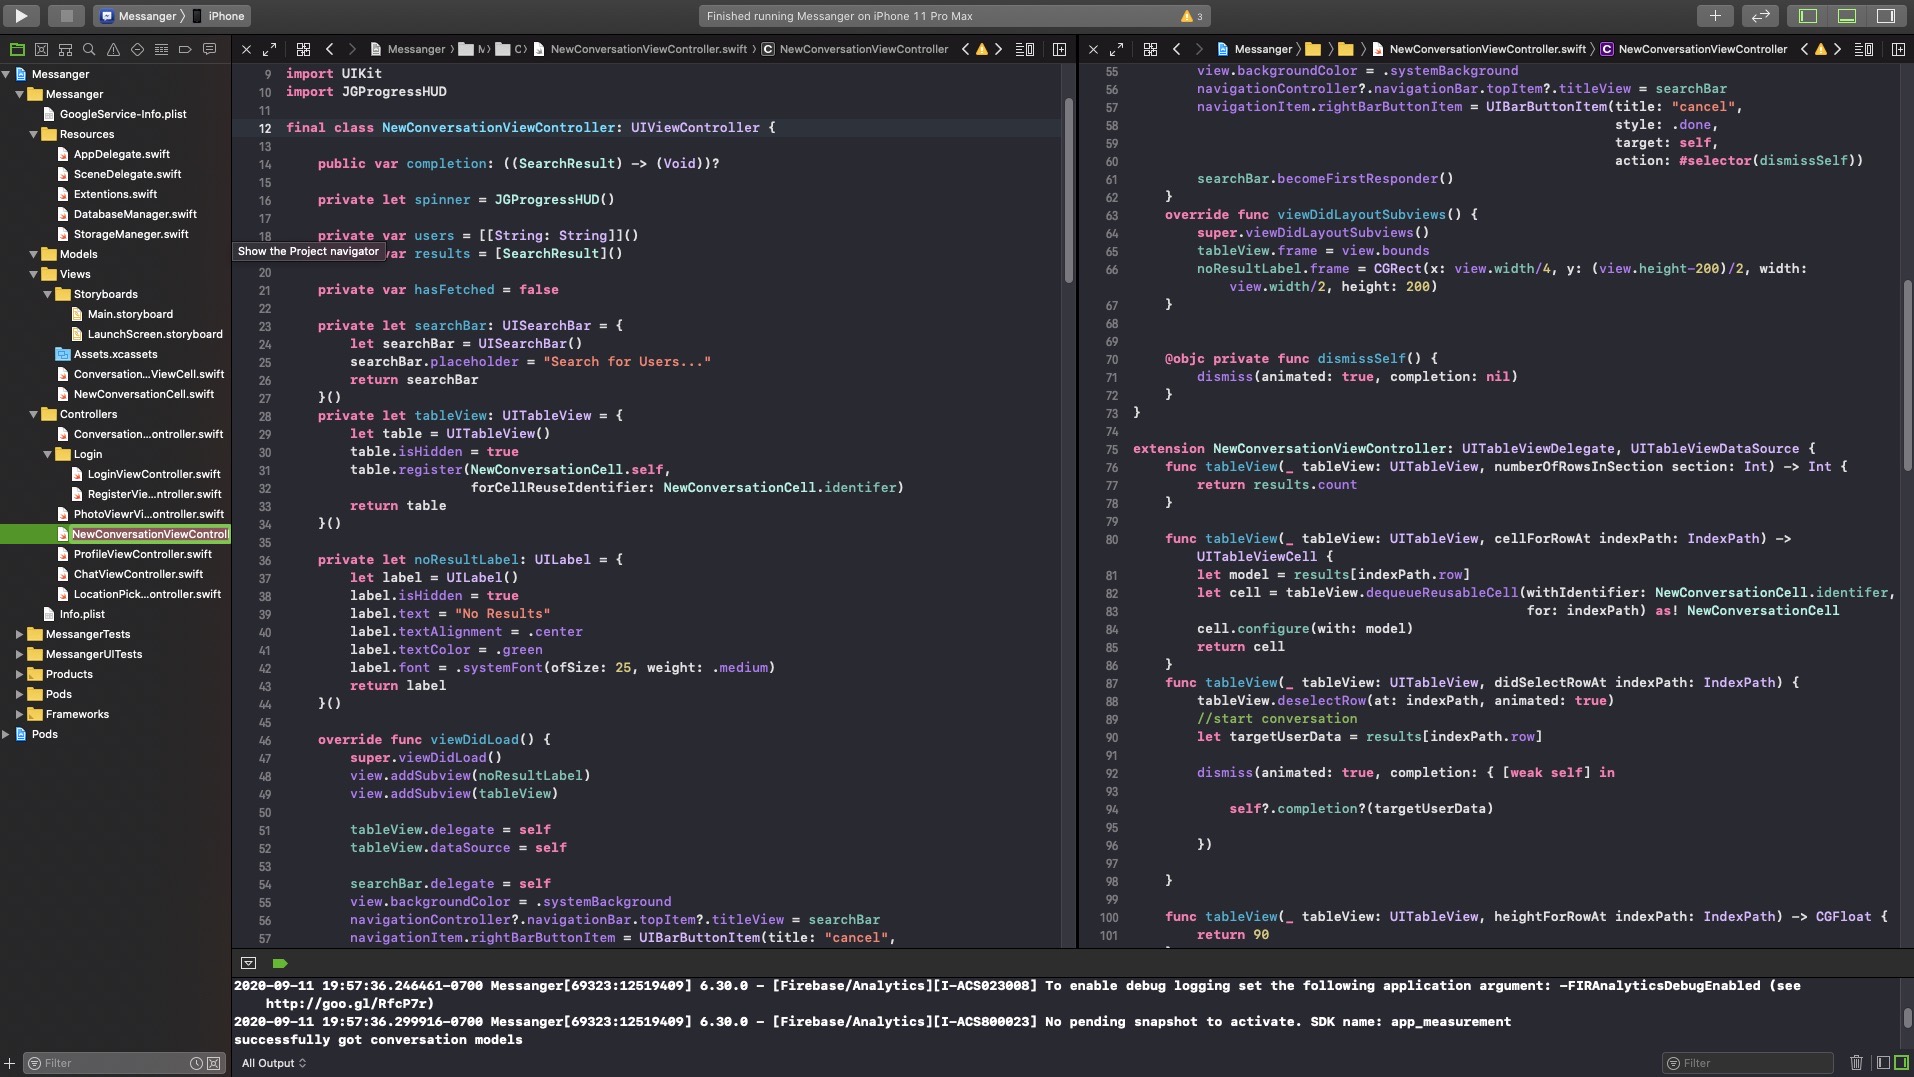 Messanger
iPhone
Finished running Messanger on iPhone 11 Pro Max
3
Messanger
Messanger
GoogleService-Info.plist
Resources
AppDelegate.swift
SceneDelegate.swift
Extentions.swift
DatabaseManager.swift
StorageManeger.swift
Models
Views
Storyboards
Main.storyboard
LaunchScreen.storyboard
Assets.xcassets
Conversation...ViewCell.swift
NewConversationCell.swift
Controllers
Conversation...ontroller.swift
Login
LoginViewController.swift
RegisterVie...ntroller.swift
PhotoViewrVi...ontroller.swift
NewConversationViewControll
ProfileViewController.swift
ChatViewController.swift
LocationPick...ontroller.swift
Info.plist
MessangerTests
MessangerUITests
Products
Pods
Frameworks
Pods
Filter
Show the Project navigator
Messanger M C NewConversationViewController.swift C NewConversationViewController
9 import UIKit
10 import JGProgressHUD
11
12 final class NewConversationViewController: UIViewController {
13
14 public var completion: ((SearchResult) -> (Void))?
15
16 private let spinner = JGProgressHUD()
17
18 private var users = [[String: String]]()
var results = [SearchResult]()
20
21 private var hasFetched = false
22
23 private let searchBar: UISearchBar = {
24 let searchBar = UISearchBar()
25 searchBar.placeholder = "Search for Users..."
26 return searchBar
27 }()
28 private let tableView: UITableView = {
29 let table = UITableView()
30 table.isHidden = true
31 table.register(NewConversationCell.self,
32 forCellReuseIdentifier: NewConversationCell.identifer)
33 return table
34 }()
35
36 private let noResultLabel: UILabel = {
37 let label = UILabel()
38 label.isHidden = true
39 label.text = "No Results"
40 label.textAlignment = .center
41 label.textColor = .green
42 label.font = .systemFont(ofSize: 25, weight: .medium)
43 return label
44 }()
45
46 override func viewDidLoad() {
47 super.viewDidLoad()
48 view.addSubview(noResultLabel)
49 view.addSubview(tableView)
50
51 tableView.delegate = self
52 tableView.dataSource = self
53
54 searchBar.delegate = self
55 view.backgroundColor = .systemBackground
56 navigationController?.navigationBar.topItem?.titleView = searchBar
57 navigationItem.rightBarButtonItem = UIBarButtonItem(title: "cancel",
Messanger NewConversationViewController.swift C NewConversationViewController
55 view.backgroundColor = .systemBackground
56 navigationController?.navigationBar.topItem?.titleView = searchBar
57 navigationItem.rightBarButtonItem = UIBarButtonItem(title: "cancel",
58 style: .done,
59 target: self,
60 action: #selector(dismissSelf))
61 searchBar.becomeFirstResponder()
62 }
63 override func viewDidLayoutSubviews() {
64 super.viewDidLayoutSubviews()
65 tableView.frame = view.bounds
66 noResultLabel.frame = CGRect(x: view.width/4, y: (view.height-200)/2, width:
view.width/2, height: 200)
67 }
68
69
70 @objc private func dismissSelf() {
71 dismiss(animated: true, completion: nil)
72 }
73 }
74
75 extension NewConversationViewController: UITableViewDelegate, UITableViewDataSource {
76 func tableView(_ tableView: UITableView, numberOfRowsInSection section: Int) -> Int {
77 return results.count
78 }
79
80 func tableView(_ tableView: UITableView, cellForRowAt indexPath: IndexPath) ->
UITableViewCell {
81 let model = results[indexPath.row]
82 let cell = tableView.dequeueReusableCell(withIdentifier: NewConversationCell.identifer,
83 for: indexPath) as! NewConversationCell
84 cell.configure(with: model)
85 return cell
86 }
87 func tableView(_ tableView: UITableView, didSelectRowAt indexPath: IndexPath) {
88 tableView.deselectRow(at: indexPath, animated: true)
89 //start conversation
90 let targetUserData = results[indexPath.row]
91
92 dismiss(animated: true, completion: { [weak self] in
93
94 self?.completion?(targetUserData)
95
96 })
97
98 }
99
100 func tableView(_ tableView: UITableView, heightForRowAt indexPath: IndexPath) -> CGFloat {
101 return 90
2020-09-11 19:57:36.246461-0700 Messanger[69323:12519409] 6.30.0 - [Firebase/Analytics][I-ACS023008] To enable debug logging set the following application argument: -FIRAnalyticsDebugEnabled (see
http://goo.gl/RfcP7r)
2020-09-11 19:57:36.299916-0700 Messanger[69323:12519409] 6.30.0 - [Firebase/Analytics][I-ACS800023] No pending snapshot to activate. SDK name: app_measurement
successfully got conversation models
All Output
Filter